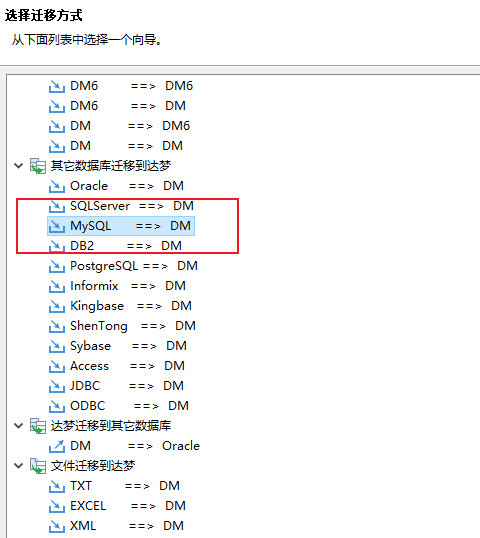 选择迁移方式
从下面列表中选择一个向导。
DM6 ==> DM6
DM6 ==> DM
DM ==> DM6
DM ==> DM
其它数据库迁移到达梦
Oracle ==> DM
SQLServer ==> DM
MySQL ==> DM
DB2 ==> DM
PostgreSQL ==> DM
Informix ==> DM
Kingbase ==> DM
ShenTong ==> DM
Sybase ==> DM
Access ==> DM
JDBC ==> DM
ODBC ==> DM
达梦迁移到其它数据库
DM ==> Oracle
文件迁移到达梦
TXT ==> DM
EXCEL ==> DM
XML ==> DM